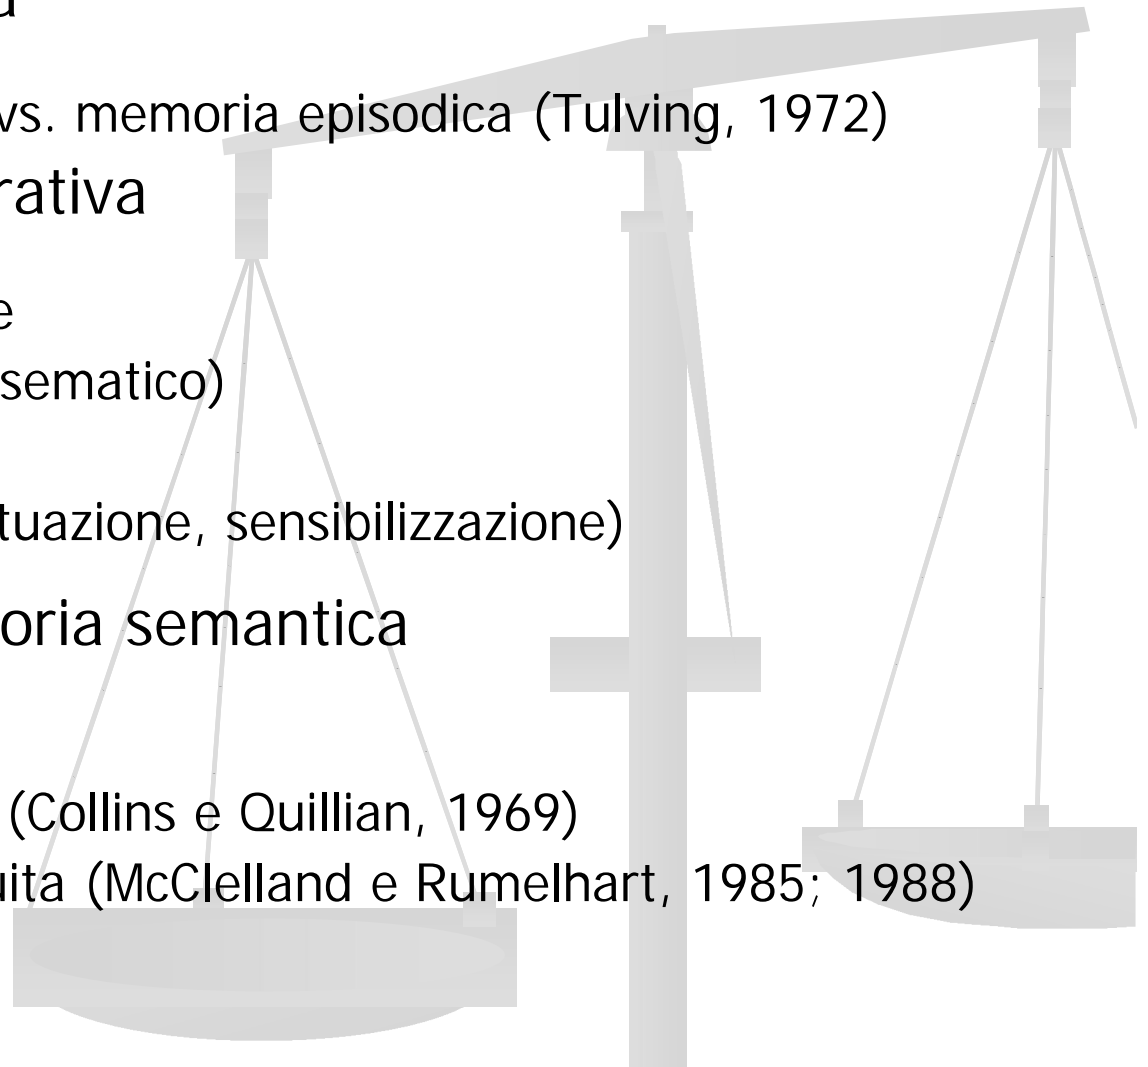 vs. memoria episodica (Tulving, 1972)
rativa
e
sematico)
tuazione, sensibilizzazione)
oria semantica
(Collins e Quillian, 1969)
uita (McClelland e Rumelhart, 1985; 1988)